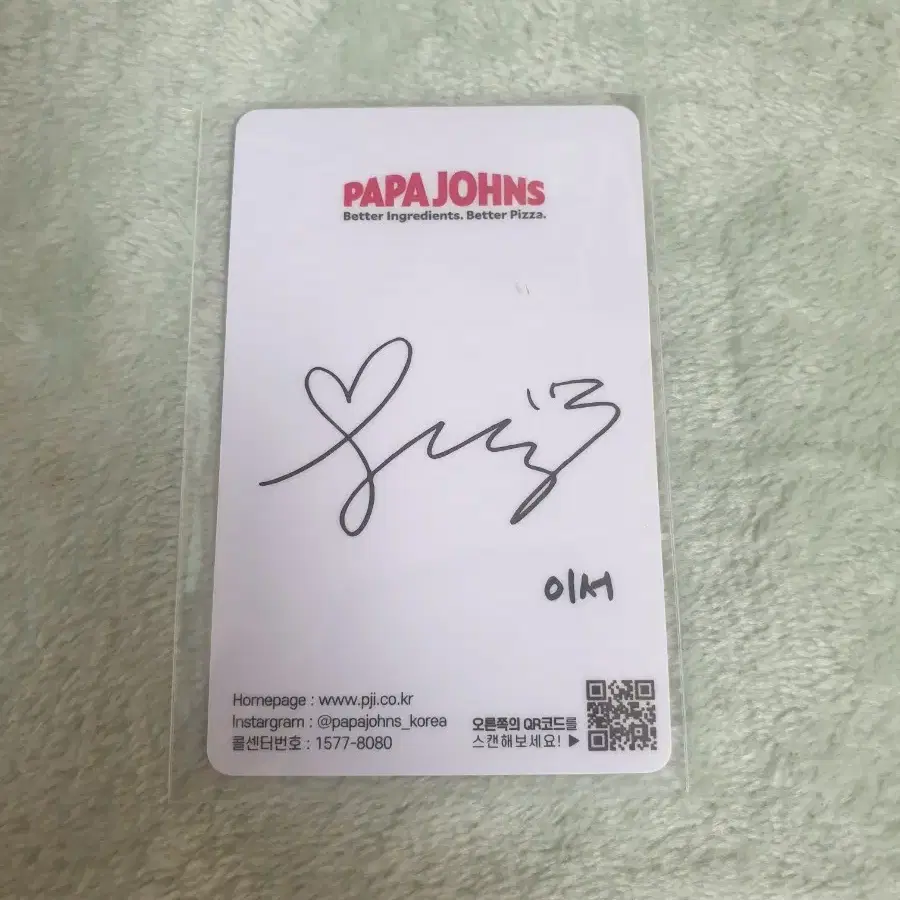 PAPA JOHNS
Better Ingredients. Better Pizza.
이서
Homepage : www.pji.co.kr
Instargram : @papajohns_korea
콜센터번호 : 1577-8080
오른쪽의 QR코드를
스캔해보세요! ▶